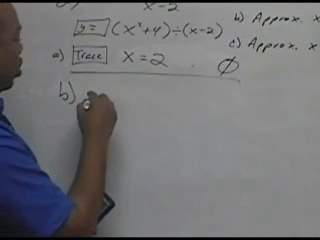 x-2
y= (x²+4)÷(x-2)
a) Trace x=2 ∅
b)
b) Approx. x
c) Approx. x